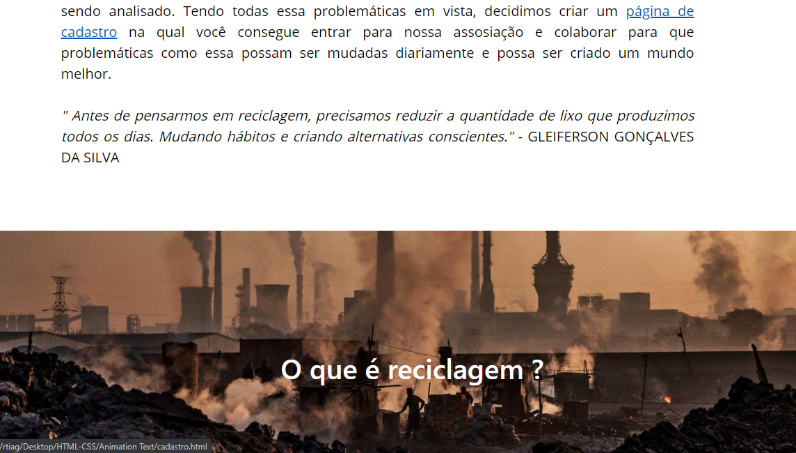 sendo analisado. Tendo todas essa problemáticas em vista, decidimos criar um página de
cadastro na qual você consegue entrar para nossa assosiação e colaborar para que
problemáticas como essa possam ser mudadas diariamente e possa ser criado um mundo
melhor.
" Antes de pensarmos em reciclagem, precisamos reduzir a quantidade de lixo que produzimos
todos os dias. Mudando hábitos e criando alternativas conscientes." - GLEIFERSON GONÇALVES
DA SILVA
O que é reciclagem ?
/rtiag/Desktop/HTML-CSS/Animation Text/cadastro.html